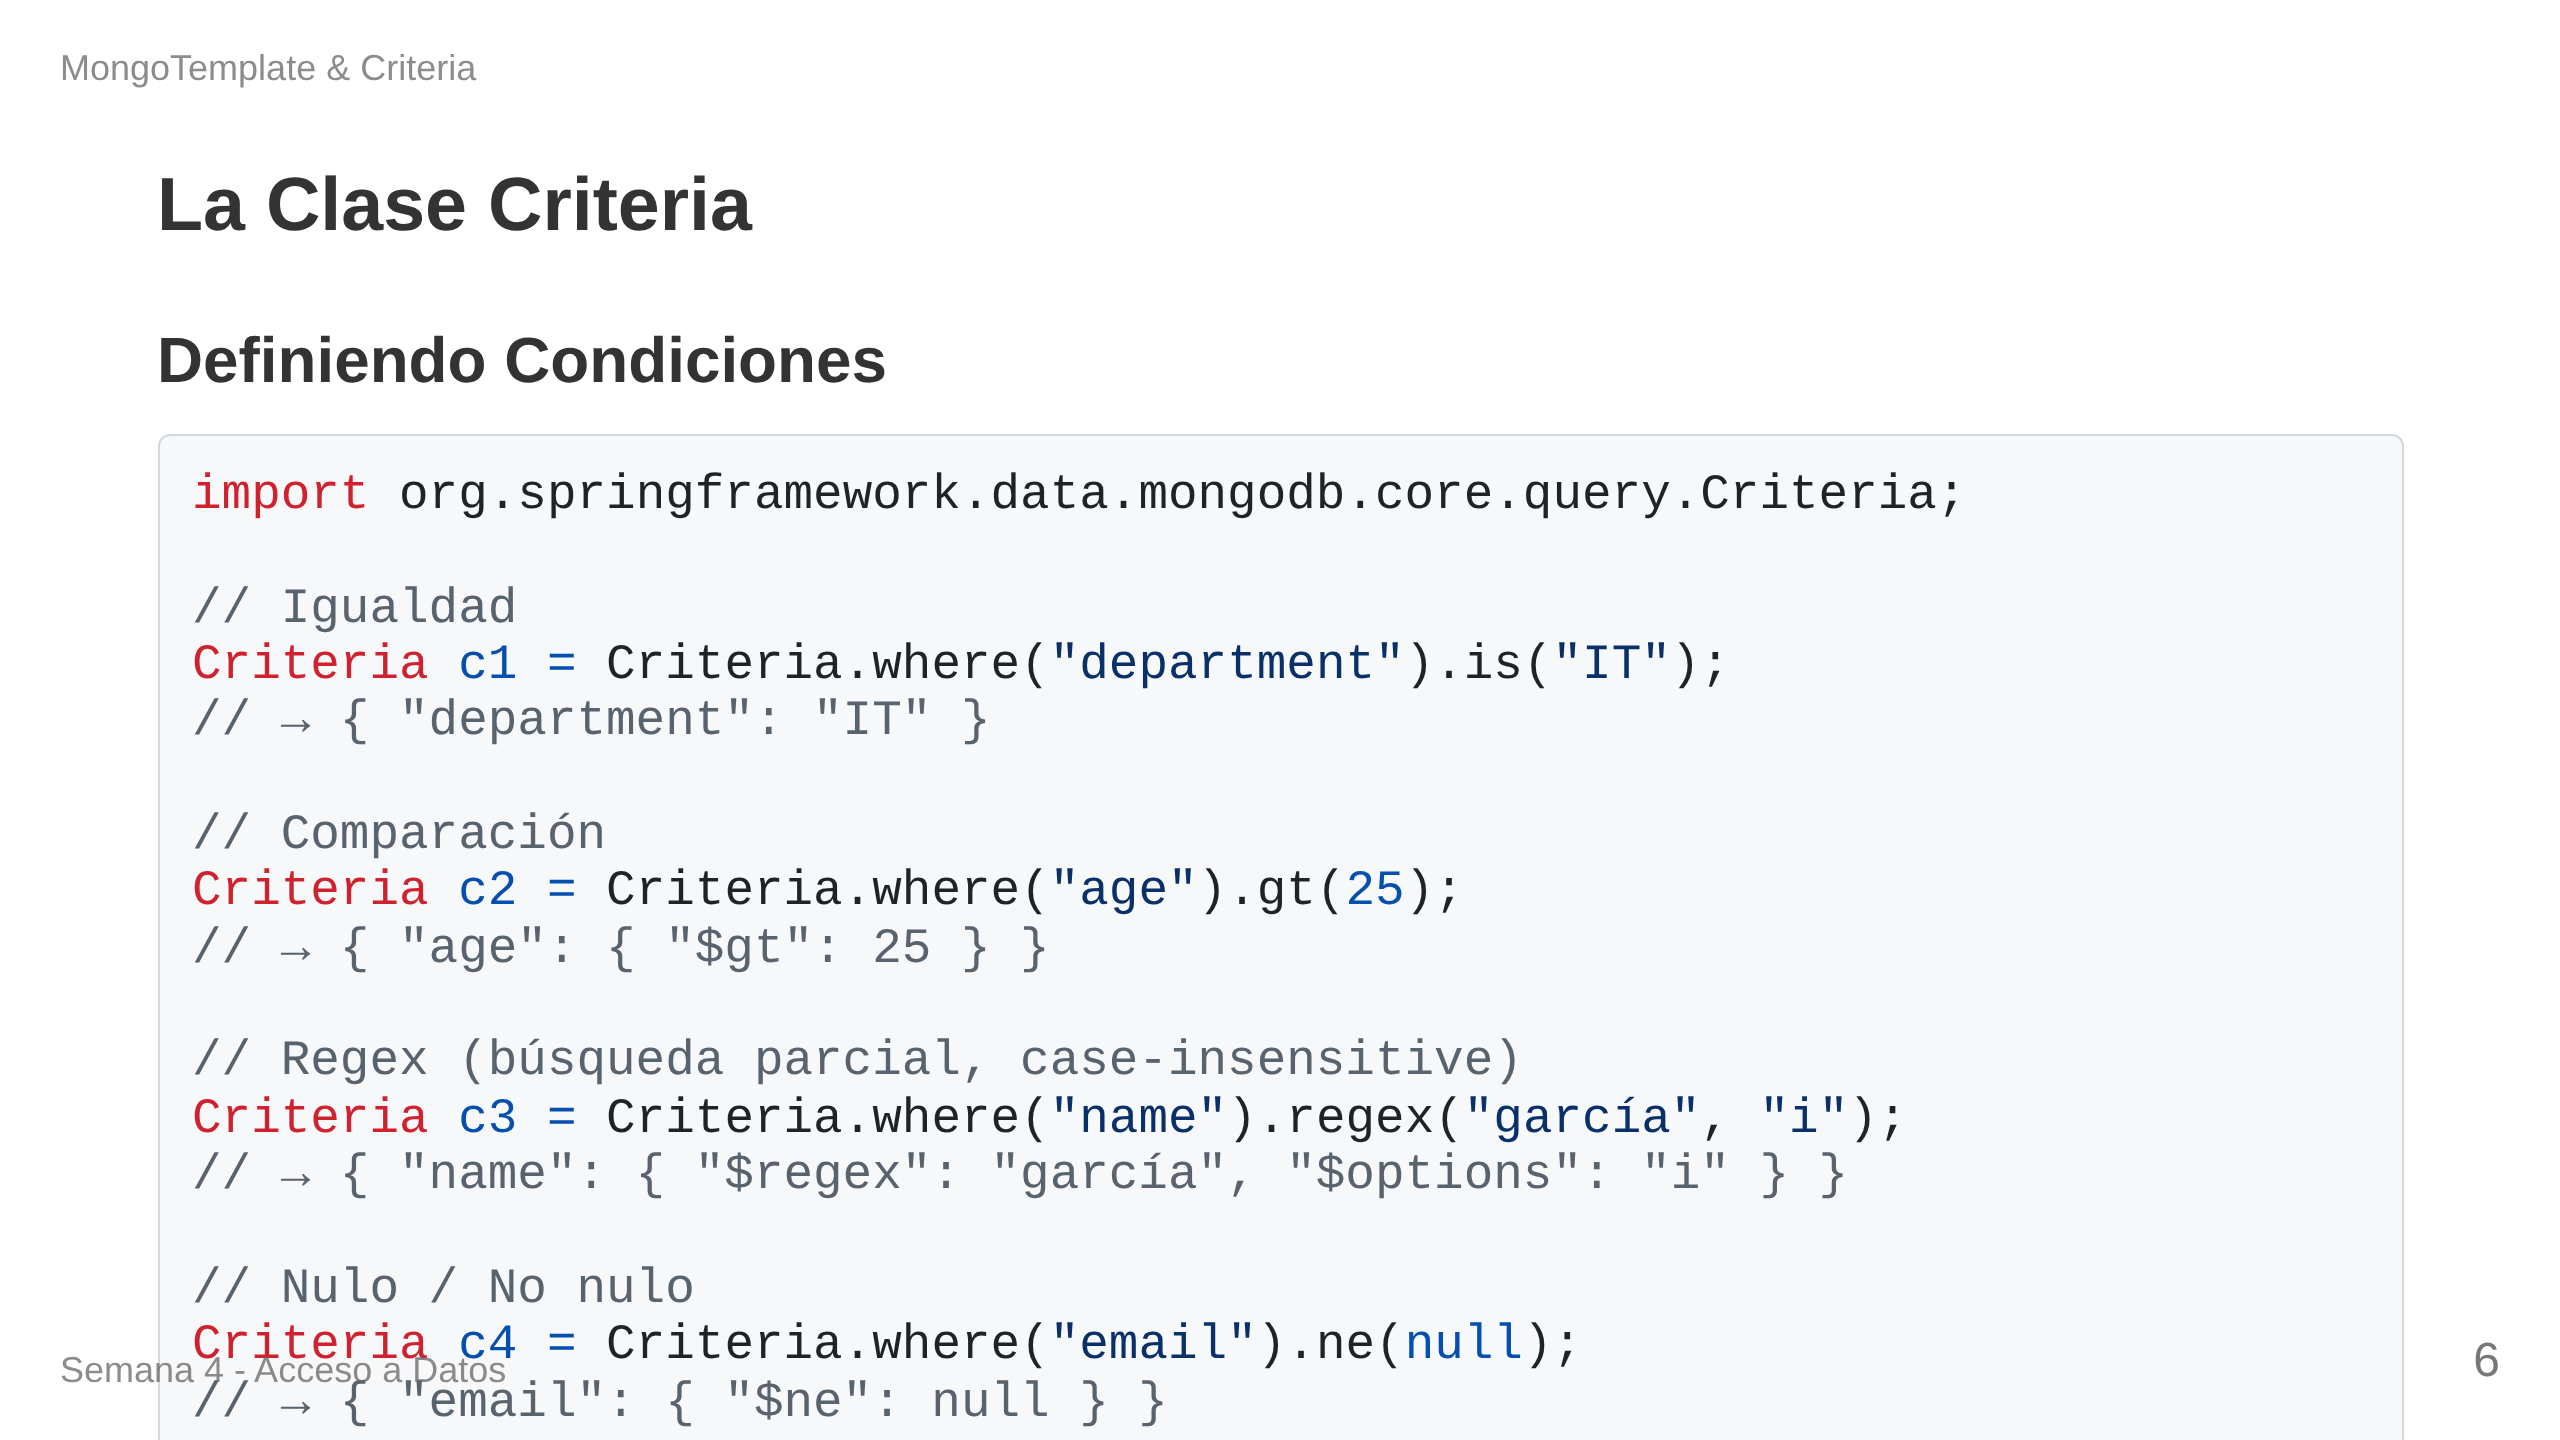 MongoTemplate & Criteria
La Clase Criteria
Definiendo Condiciones
import org.springframework.data.mongodb.core.query.Criteria;
// Igualdad
Criteria c1 = Criteria.where("department").is("IT");
// → { "department": "IT" }
// Comparación
Criteria c2 = Criteria.where("age").gt(25);
// → { "age": { "$gt": 25 } }
// Regex (búsqueda parcial, case-insensitive)
Criteria c3 = Criteria.where("name").regex("garcía", "i");
// → { "name": { "$regex": "garcía", "$options": "i" } }
// Nulo / No nulo
Criteria c4 = Criteria.where("email").ne(null);
// → { "email": { "$ne": null } }
Semana 4 - Acceso a Datos
6